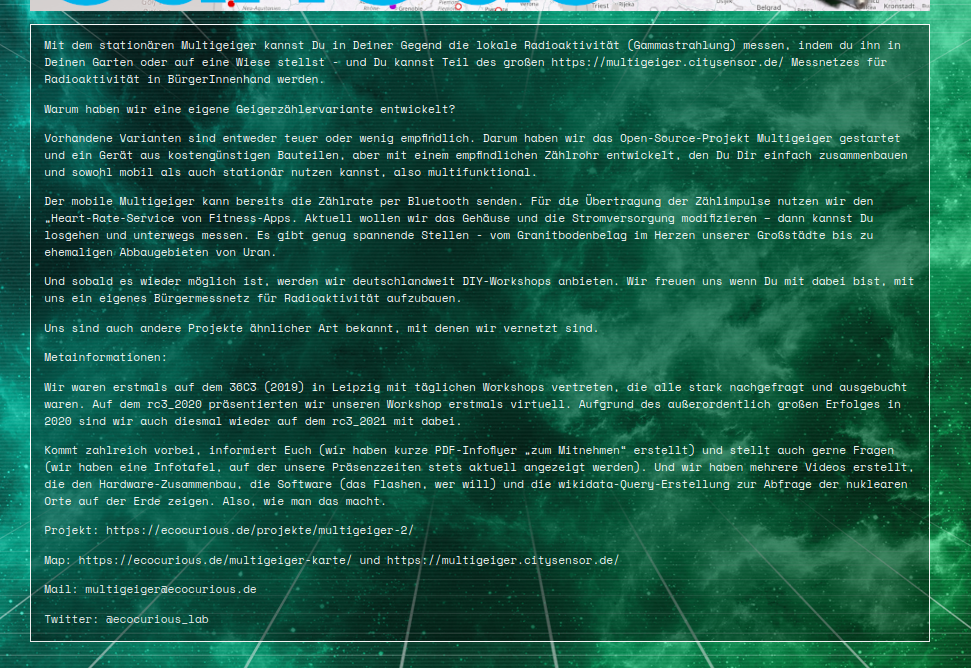 Triest Rijeka
Belgrad
Kronstadt
Grenoble
Mit dem stationären Multigeiger kannst Du in Deiner Gegend die lokale Radioaktivität (Gammastrahlung) messen, indem du ihn in
Deinen Garten oder auf eine Wiese stellst - und Du kannst Teil des großen https://multigeiger.citysensor.de/ Messnetzes für
Radioaktivität in BürgerInnenhand werden.
Warum haben wir eine eigene Geigerzählervariante entwickelt?
Vorhandene Varianten sind entweder teuer oder wenig empfindlich. Darum haben wir das Open-Source-Projekt Multigeiger gestartet
und ein Gerät aus kostengünstigen Bauteilen, aber mit einem empfindlichen Zählrohr entwickelt, den Du Dir einfach zusammenbauen
und sowohl mobil als auch stationär nutzen kannst, also multifunktional.
Der mobile Multigeiger kann bereits die Zählrate per Bluetooth senden. Für die Übertragung der Zählimpulse nutzen wir den
„Heart-Rate-Service von Fitness-Apps. Aktuell wollen wir das Gehäuse und die Stromversorgung modifizieren – dann kannst Du
losgehen und unterwegs messen. Es gibt genug spannende Stellen - vom Granitbodenbelag im Herzen unserer Großstädte bis zu
ehemaligen Abbaugebieten von Uran.
Und sobald es wieder möglich ist, werden wir deutschlandweit DIY-Workshops anbieten. Wir freuen uns wenn Du mit dabei bist, mit
uns ein eigenes Bürgermessnetz für Radioaktivität aufzubauen.
Uns sind auch andere Projekte ähnlicher Art bekannt, mit denen wir vernetzt sind.
Metainformationen:
Wir waren erstmals auf dem 36C3 (2019) in Leipzig mit täglichen Workshops vertreten, die alle stark nachgefragt und ausgebucht
waren. Auf dem rc3_2020 präsentierten wir unseren Workshop erstmals virtuell. Aufgrund des außerordentlich großen Erfolges in
2020 sind wir auch diesmal wieder auf dem rc3_2021 mit dabei.
Kommt zahlreich vorbei, informiert Euch (wir haben kurze PDF-Infoflyer „zum Mitnehmen“ erstellt) und stellt auch gerne Fragen
(wir haben eine Infotafel, auf der unsere Präsenzzeiten stets aktuell angezeigt werden). Und wir haben mehrere Videos erstellt,
die den Hardware-Zusammenbau, die Software (das Flashen, wer will) und die wikidata-Query-Erstellung zur Abfrage der nuklearen
Orte auf der Erde zeigen. Also, wie man das macht.
Projekt: https://ecocurious.de/projekte/multigeiger-2/
Map: https://ecocurious.de/multigeiger-karte/ und https://multigeiger.citysensor.de/
Mail: multigeiger@ecocurious.de
Twitter: @ecocurious_lab